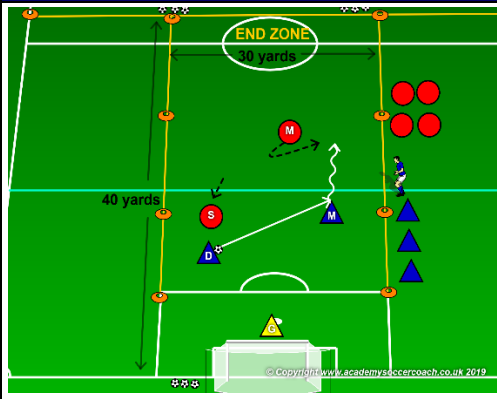 END ZONE
30 yards
M
40 yards
S
M
D
G
© Copyright www.academysoccercoach.co.uk 2019